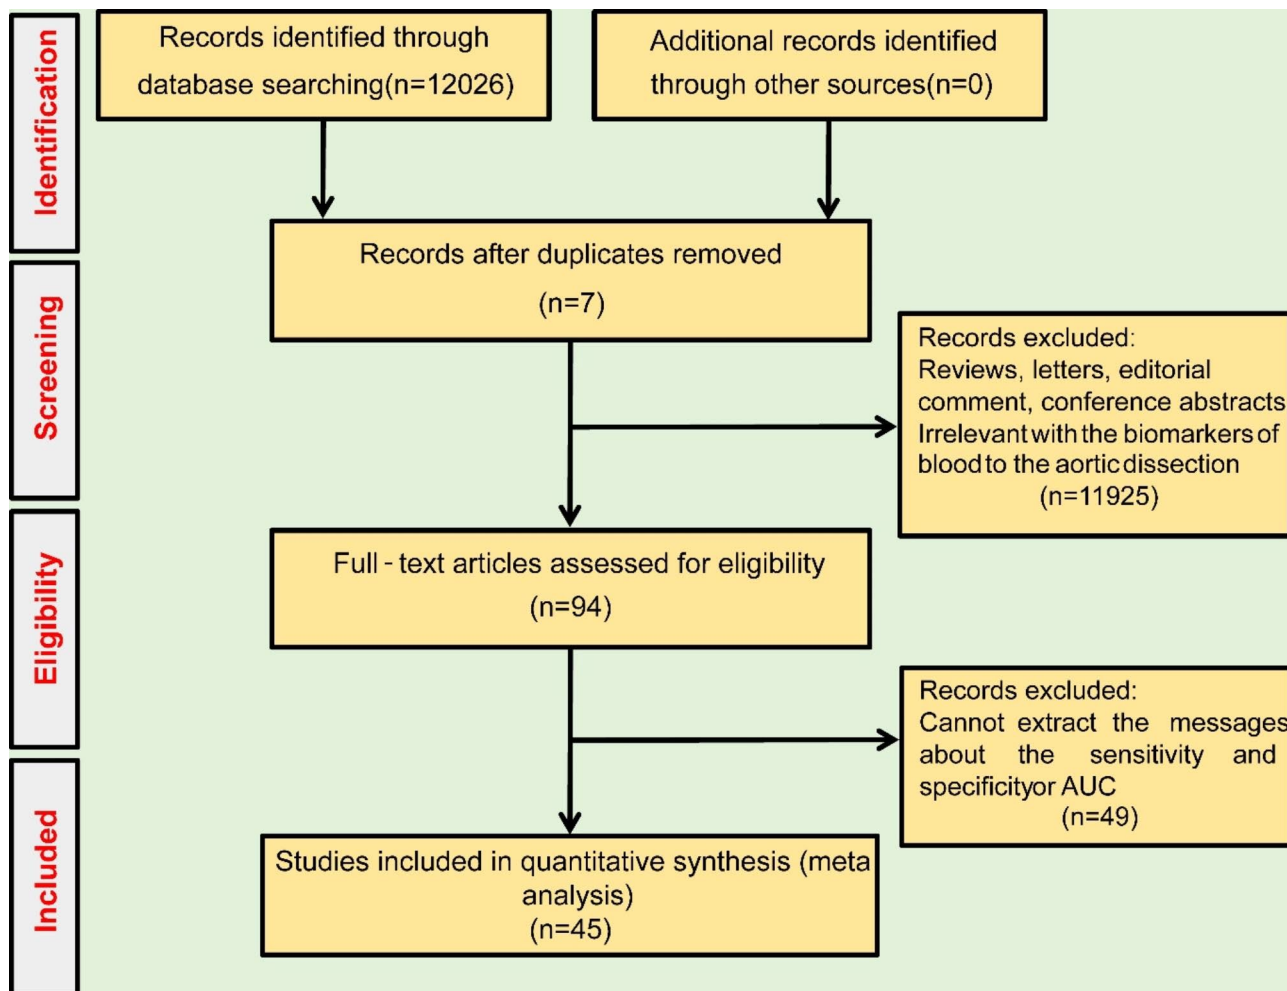 Identification
Records identified through
database searching(n=12026)
Additional records identified
through other sources(n=0)
Records after duplicates removed
(n=7)
Screening
Records excluded:
Reviews, letters, editorial
comment, conference abstracts
Irrelevant with the biomarkers of
blood to the aortic dissection
(n=11925)
Eligibility
Full - text articles assessed for eligibility
(n=94)
Records excluded:
Cannot extract the messages
about the sensitivity and
specificityor AUC
(n=49)
Included
Studies included in quantitative synthesis (meta
analysis)
(n=45)